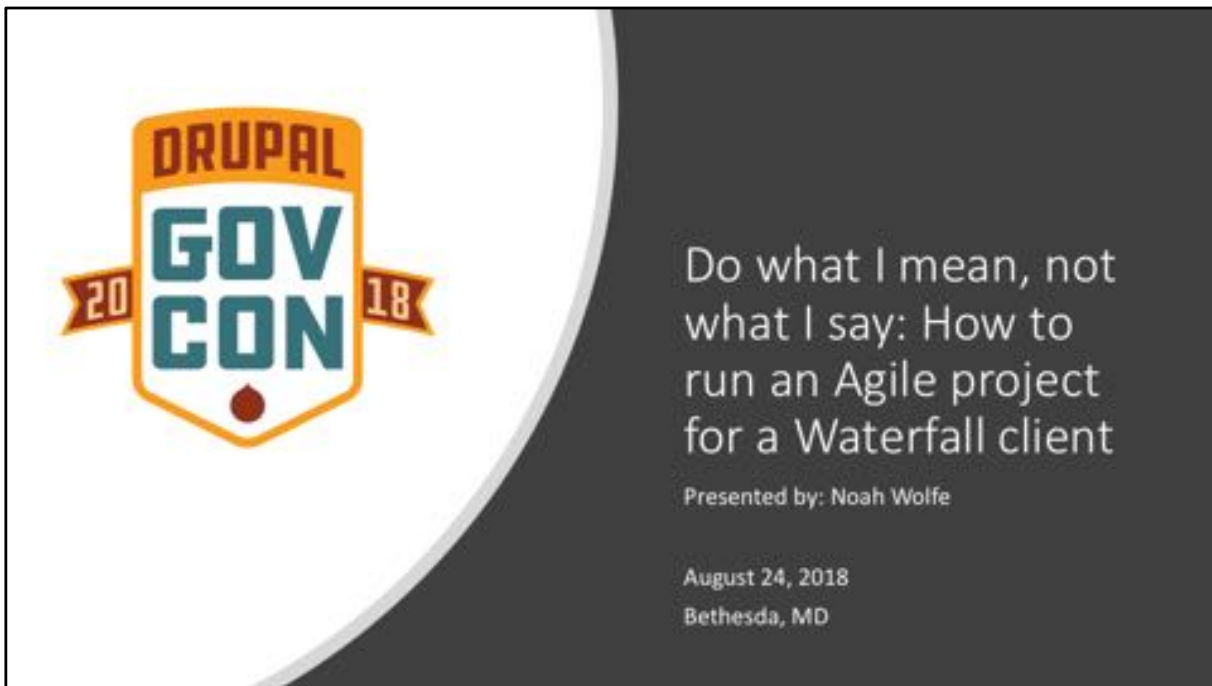 DRUPAL
GOV
20
18
CON
Do what I mean, not
what I say: How to
run an Agile project
for a Waterfall client
Presented by: Noah Wolfe
August 24, 2018
Bethesda, MD